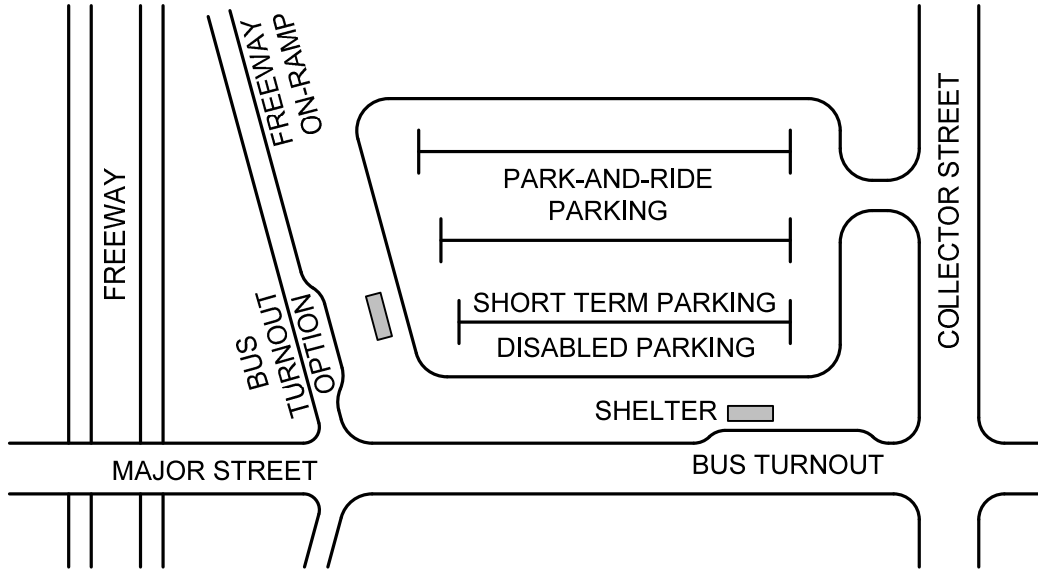 FREEWAY
ON-RAMP
PARK-AND-RIDE
PARKING
FREEWAY
COLLECTOR STREET
SHORT TERM PARKING
DISABLED PARKING
BUS
TURNOUT
OPTION
SHELTER
MAJOR STREET
BUS TURNOUT